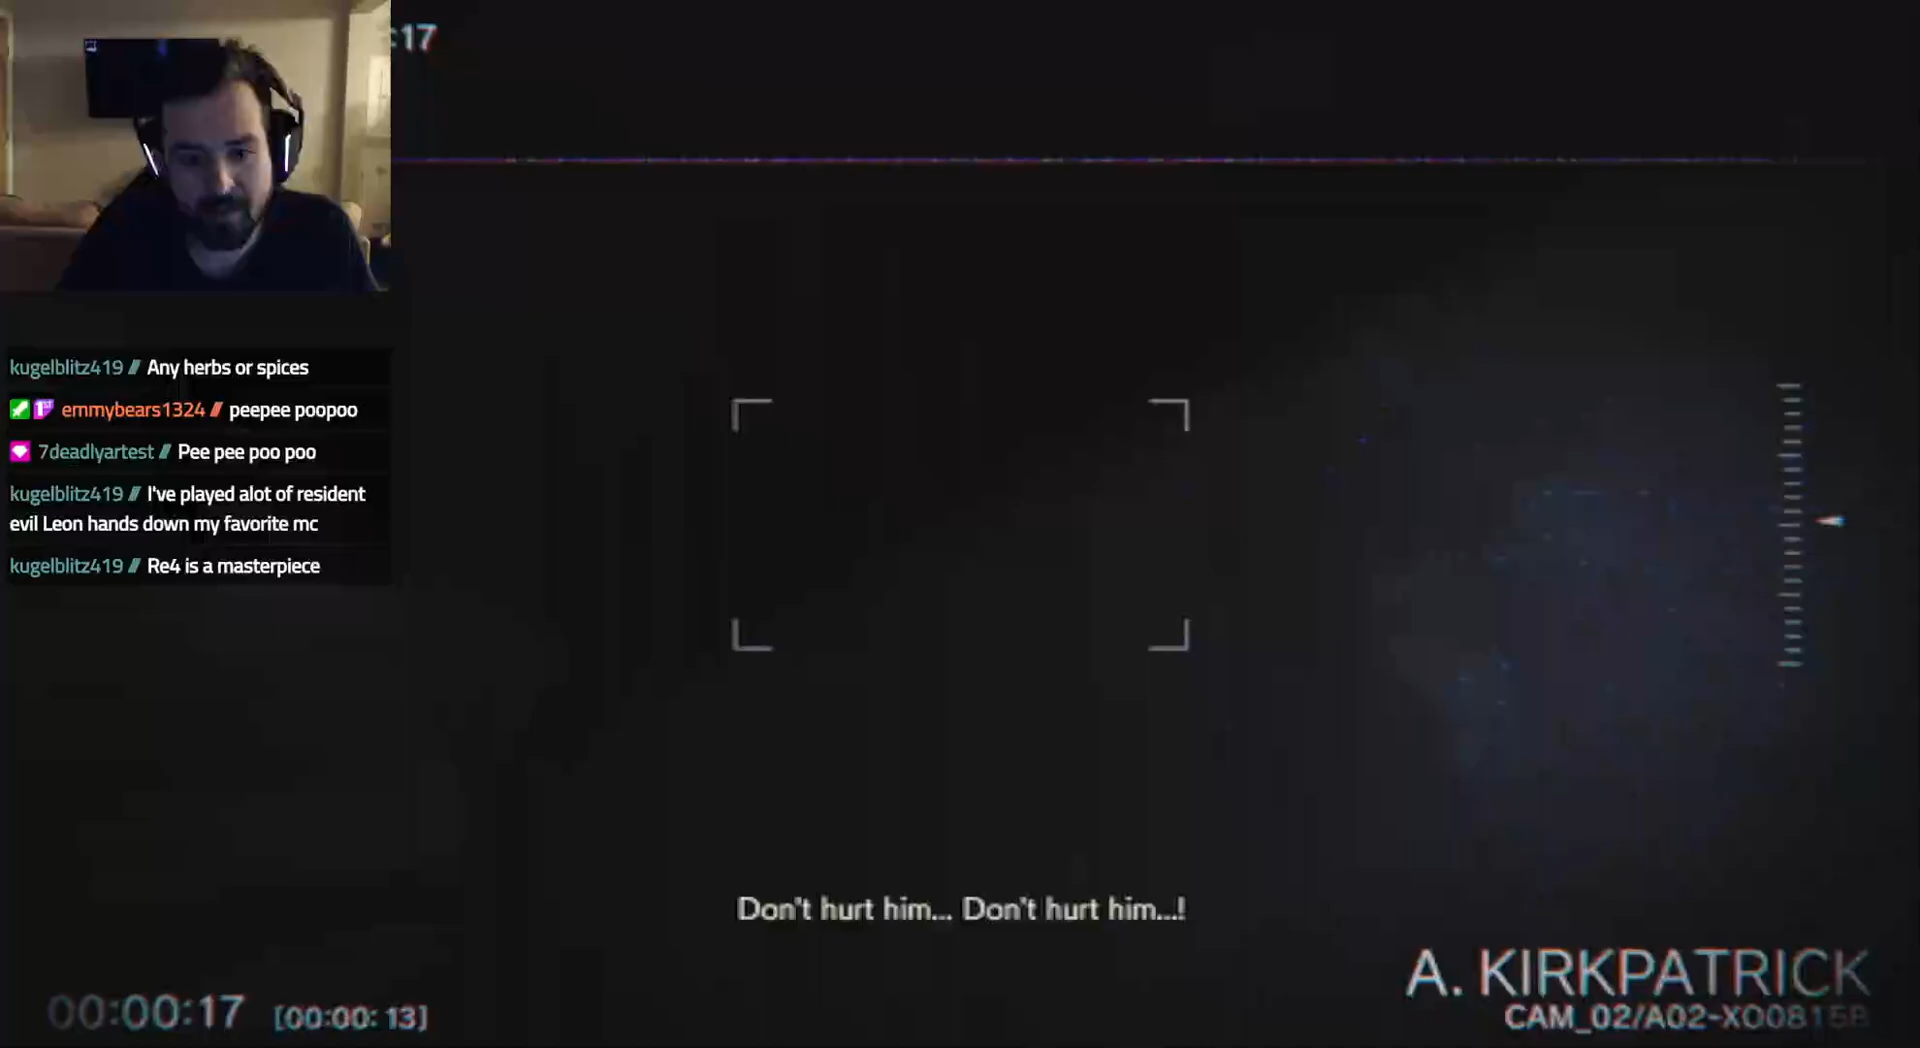 :17
kugelblitz419 // Any herbs or spices
emmybears1324 // peepee poopoo
7deadlyartest // Pee pee poo poo
kugelblitz419 // I've played alot of resident
evil Leon hands down my favorite mc
kugelblitz419 // Re4 is a masterpiece
Don't hurt him... Don't hurt him...!
A. KIRKPATRICK
CAM_02/A02-XO0815B
00:00:17 [00:00:13]